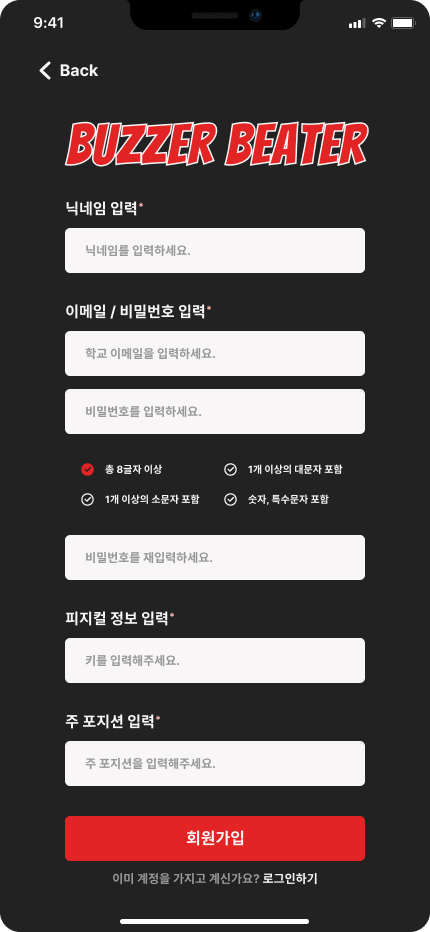 9:41
Back
BUZZER BEATER
닉네임 입력*
닉네임를 입력하세요.
이메일 / 비밀번호 입력*
학교 이메일을 입력하세요.
비밀번호를 입력하세요.
총 8글자 이상
1개 이상의 대문자 포함
1개 이상의 소문자 포함
숫자, 특수문자 포함
비밀번호를 재입력하세요.
피지컬 정보 입력*
키를 입력해주세요.
주 포지션 입력*
주 포지션을 입력해주세요.
회원가입
이미 계정을 가지고 계신가요? 로그인하기